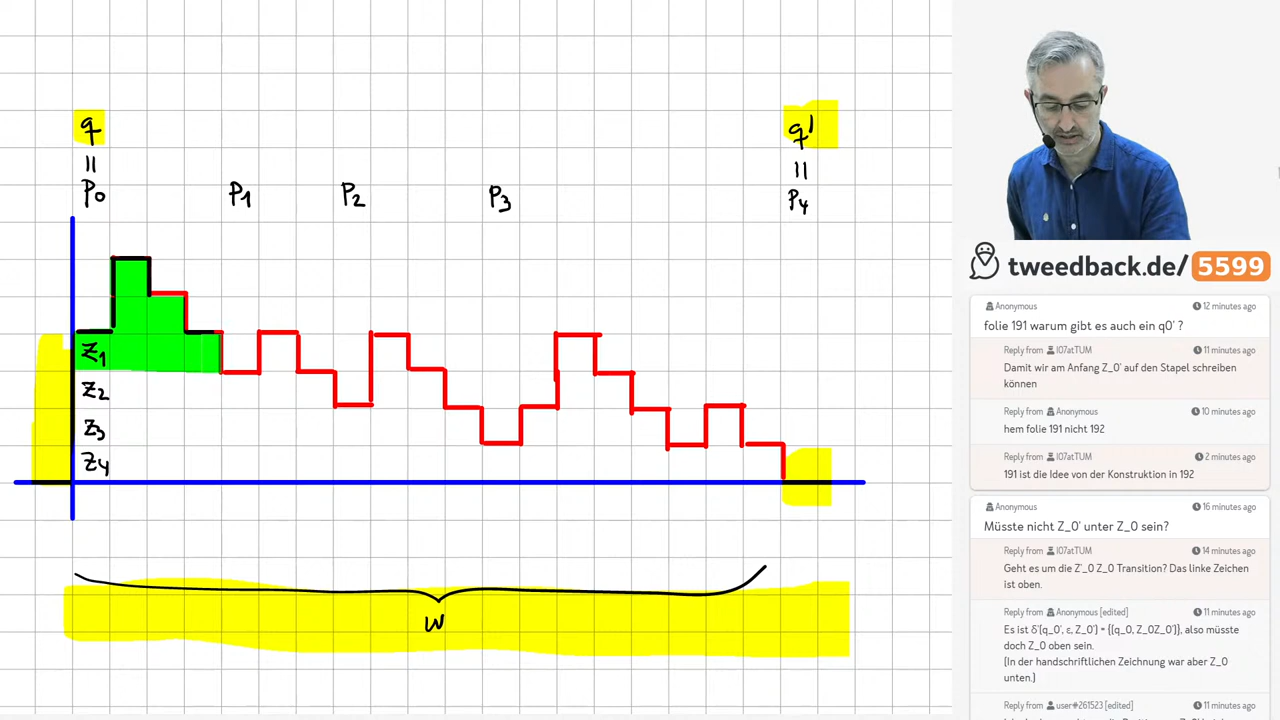 q
q'
=
=
P0
P1
P2
P3
P4
Z1
Z2
Z3
Z4
w
tweedback.de/ 5599
Anonymous 12 minutes ago
folie 191 warum gibt es auch ein q0' ?
Reply from I07atTUM 11 minutes ago
Damit wir am Anfang Z_0' auf den Stapel schreiben
können
Reply from Anonymous 10 minutes ago
hem folie 191 nicht 192
Reply from I07atTUM 2 minutes ago
191 ist die Idee von der Konstruktion in 192
Anonymous 16 minutes ago
Müsste nicht Z_0' unter Z_0 sein?
Reply from I07atTUM 14 minutes ago
Geht es um die Z'_0 Z_0 Transition? Das linke Zeichen
ist oben.
Reply from Anonymous [edited] 11 minutes ago
Es ist δ'(q_0', ε, Z_0') = {(q_0, Z_0Z_0')}, also müsste
doch Z_0 oben sein.
(In der handschriftlichen Zeichnung war aber Z_0
unten.)
Reply from user#261523 [edited] 11 minutes ago